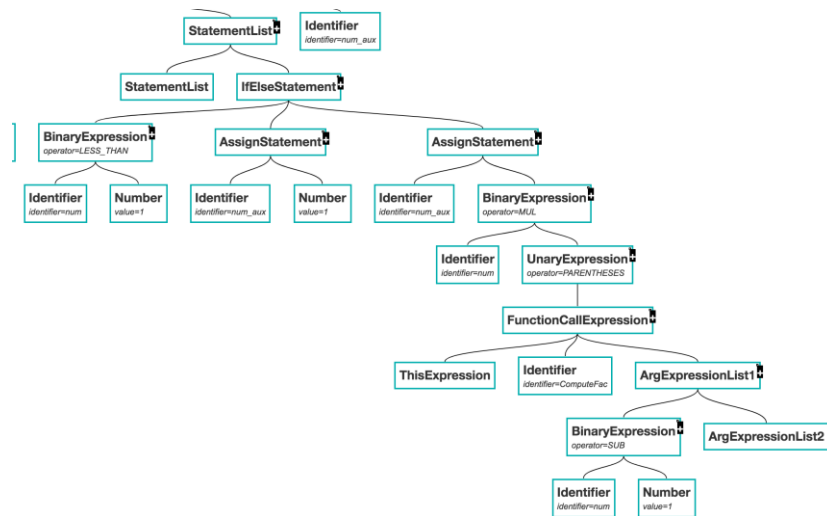 StatementList
Identifier
identifier=num_aux
StatementList
IfElseStatement
BinaryExpression
operator=LESS_THAN
AssignStatement
AssignStatement
Identifier
identifier=num
Number
value=1
Identifier
identifier=num_aux
Number
value=1
Identifier
identifier=num_aux
BinaryExpression
operator=MUL
Identifier
identifier=num
UnaryExpression
operator=PARENTHESES
FunctionCallExpression
ThisExpression
Identifier
identifier=ComputeFac
ArgExpressionList1
BinaryExpression
operator=SUB
ArgExpressionList2
Identifier
identifier=num
Number
value=1